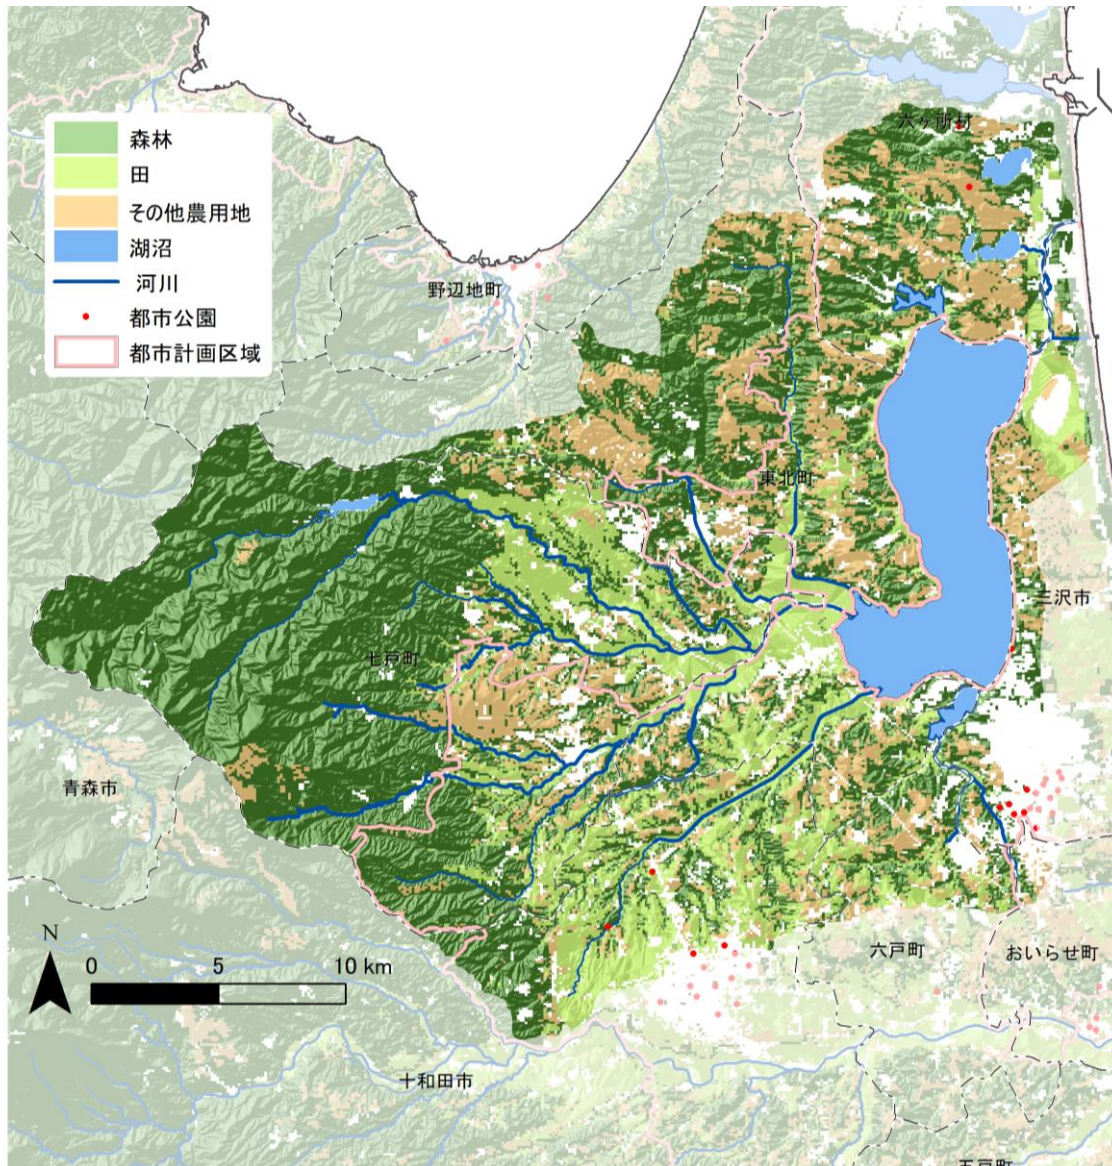 六ヶ所村
森林
田
その他農用地
湖沼
河川
都市公園
都市計画区域
野辺地町
東北町
三沢市
七戸町
青森市
N
0 5 10 km
六戸町
おいらせ町
十和田市
五戸町